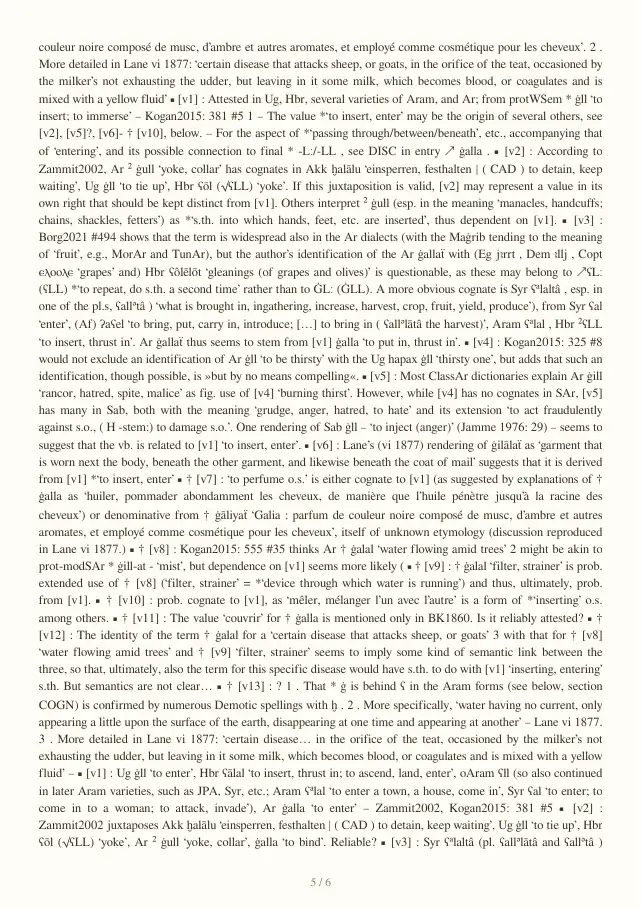 couleur noire composé de musc, d'ambre et autres aromates, et employé comme cosmétique pour les cheveux'. 2 .
More detailed in Lane vi 1877: ‘certain disease that attacks sheep, or goats, in the orifice of the teat, occasioned by
the milker's not exhausting the udder, but leaving in it some milk, which becomes blood, or coagulates and is
mixed with a yellow fluid’ ▪ [v1] : Attested in Ug, Hbr, several varieties of Aram, and Ar; from protWSem * ġll ‘to
insert; to immerse’ – Kogan2015: 381 #5 1 – The value *‘to insert, enter’ may be the origin of several others, see
[v2], [v5]?, [v6]- † [v10], below. – For the aspect of *‘passing through/between/beneath’, etc., accompanying that
of ‘entering’, and its possible connection to final * -L:/-LL , see DISC in entry ↗ ġalla . ▪ [v2] : According to
Zammit2002, Ar ² ġull ‘yoke, collar’ has cognates in Akk ḫalālu ‘einsperren, festhalten | ( CAD ) to detain, keep
waiting’, Ug ġll ‘to tie up’, Hbr ʕōl (√ʕLL) ‘yoke’. If this juxtaposition is valid, [v2] may represent a value in its
own right that should be kept distinct from [v1]. Others interpret ² ġull (esp. in the meaning ‘manacles, handcuffs;
chains, shackles, fetters’) as *‘s.th. into which hands, feet, etc. are inserted’, thus dependent on [v1]. ▪ [v3] :
Borg2021 #494 shows that the term is widespread also in the Ar dialects (with the Maġrib tending to the meaning
of ‘fruit’, e.g., MorAr and TunAr), but the author's identification of the Ar ġallaẗ with (Eg jɜrrt , Dem ɜllj , Copt
ⲉⲗⲟⲟⲗⲉ ‘grapes’ and) Hbr ʕōlēlōt ‘gleanings (of grapes and olives)’ is questionable, as these may belong to ↗ʕL:
(ʕLL) *‘to repeat, do s.th. a second time’ rather than to ĠL: (ĠLL). A more obvious cognate is Syr ʕᵃlaltâ , esp. in
one of the pl.s, ʕallᵃtâ ) ‘what is brought in, ingathering, increase, harvest, crop, fruit, yield, produce’), from Syr ʕal
‘enter’, (Af) ʔaʕel ‘to bring, put, carry in, introduce; […] to bring in ( ʕallᵃlātâ the harvest)’, Aram ʕᵃlal , Hbr ²ʕLL
‘to insert, thrust in’. Ar ġallaẗ thus seems to stem from [v1] ġalla ‘to put in, thrust in’. ▪ [v4] : Kogan2015: 325 #8
would not exclude an identification of Ar ġll ‘to be thirsty’ with the Ug hapax ġll ‘thirsty one’, but adds that such an
identification, though possible, is »but by no means compelling«. ▪ [v5] : Most ClassAr dictionaries explain Ar ġill
‘rancor, hatred, spite, malice’ as fig. use of [v4] ‘burning thirst’. However, while [v4] has no cognates in SAr, [v5]
has many in Sab, both with the meaning ‘grudge, anger, hatred, to hate’ and its extension ‘to act fraudulently
against s.o., ( H -stem:) to damage s.o.’. One rendering of Sab ġll – ‘to inject (anger)’ (Jamme 1976: 29) – seems to
suggest that the vb. is related to [v1] ‘to insert, enter’. ▪ [v6] : Lane's (vi 1877) rendering of ġilālaẗ as ‘garment that
is worn next the body, beneath the other garment, and likewise beneath the coat of mail’ suggests that it is derived
from [v1] *‘to insert, enter’ ▪ † [v7] : ‘to perfume o.s.’ is either cognate to [v1] (as suggested by explanations of †
ġalla as ‘huiler, pommader abondamment les cheveux, de manière que l'huile pénètre jusqu'à la racine des
cheveux’) or denominative from † ġāliyaẗ ‘Galia : parfum de couleur noire composé de musc, d'ambre et autres
aromates, et employé comme cosmétique pour les cheveux’, itself of unknown etymology (discussion reproduced
in Lane vi 1877.) ▪ † [v8] : Kogan2015: 555 #35 thinks Ar † ġalal ‘water flowing amid trees’ 2 might be akin to
prot-modSAr * ġill-at - ‘mist’, but dependence on [v1] seems more likely ( ▪ † [v9] : † ġalal ‘filter, strainer’ is prob.
extended use of † [v8] (‘filter, strainer’ = *‘device through which water is running’) and thus, ultimately, prob.
from [v1]. ▪ † [v10] : prob. cognate to [v1], as ‘mêler, mélanger l'un avec l'autre’ is a form of *‘inserting’ o.s.
among others. ▪ † [v11] : The value ‘couvrir’ for † ġalla is mentioned only in BK1860. Is it reliably attested? ▪ †
[v12] : The identity of the term † ġalal for a ‘certain disease that attacks sheep, or goats’ 3 with that for † [v8]
‘water flowing amid trees’ and † [v9] ‘filter, strainer’ seems to imply some kind of semantic link between the
three, so that, ultimately, also the term for this specific disease would have s.th. to do with [v1] ‘inserting, entering’
s.th. But semantics are not clear… ▪ † [v13] : ? 1 . That * ġ is behind ʕ in the Aram forms (see below, section
COGN) is confirmed by numerous Demotic spellings with ḫ . 2 . More specifically, ‘water having no current, only
appearing a little upon the surface of the earth, disappearing at one time and appearing at another’ – Lane vi 1877.
3 . More detailed in Lane vi 1877: ‘certain disease… in the orifice of the teat, occasioned by the milker's not
exhausting the udder, but leaving in it some milk, which becomes blood, or coagulates and is mixed with a yellow
fluid’ – ▪ [v1] : Ug ġll ‘to enter’, Hbr ʕālal ‘to insert, thrust in; to ascend, land, enter’, oAram ʕll (so also continued
in later Aram varieties, such as JPA, Syr, etc.; Aram ʕᵃlal ‘to enter a town, a house, come in’, Syr ʕal ‘to enter; to
come in to a woman; to attack, invade’), Ar ġalla ‘to enter’ – Zammit2002, Kogan2015: 381 #5 ▪ [v2] :
Zammit2002 juxtaposes Akk ḫalālu ‘einsperren, festhalten | ( CAD ) to detain, keep waiting’, Ug ġll ‘to tie up’, Hbr
ʕōl (√ʕLL) ‘yoke’, Ar ² ġull ‘yoke, collar’, ġalla ‘to bind’. Reliable? ▪ [v3] : Syr ʕᵃlaltâ (pl. ʕallᵃlātâ and ʕallᵃtâ )
5 / 6